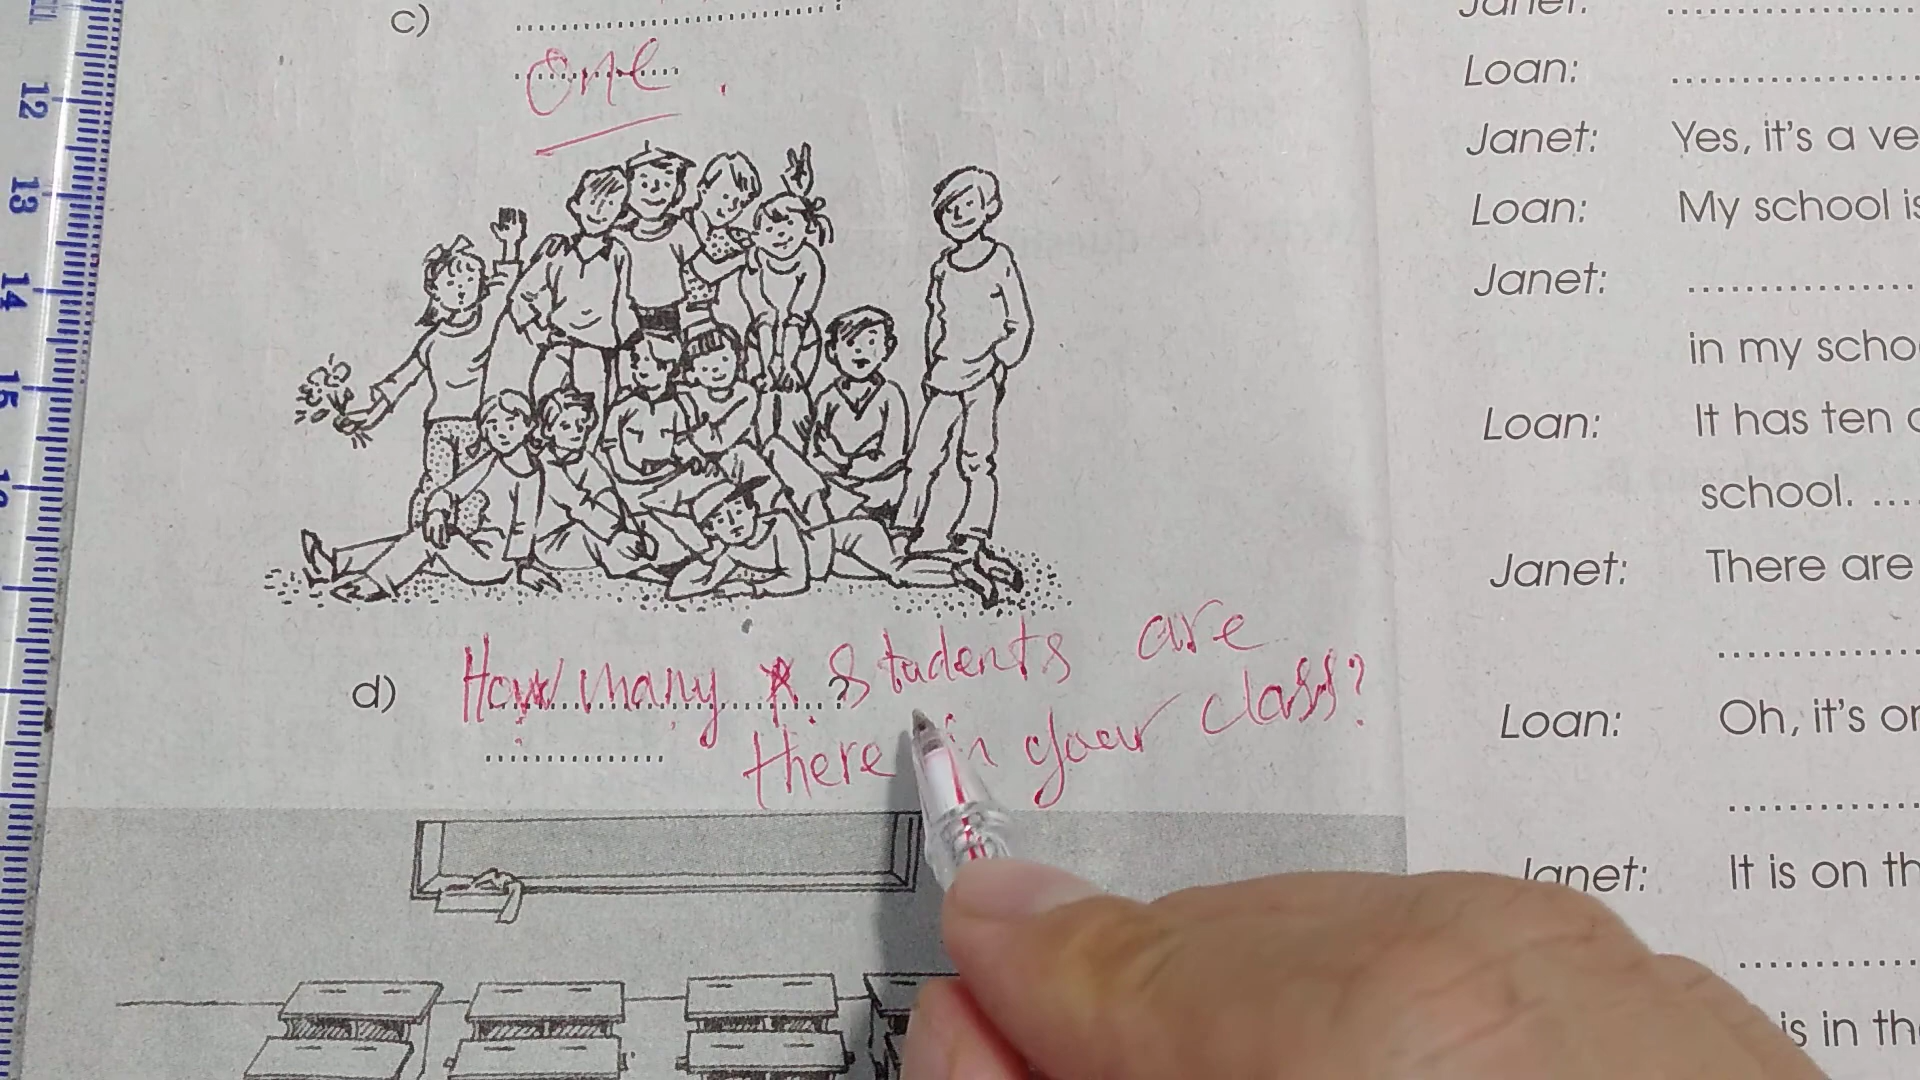 c)
One.
d) How many students are
there in your class?
Janet:
Loan:
Janet: Yes, it's a ve
Loan: My school is
Janet:
in my scho
Loan: It has ten
school.
Janet: There are
Loan: Oh, it's or
Janet: It is on th
is in th
12
13
14
15